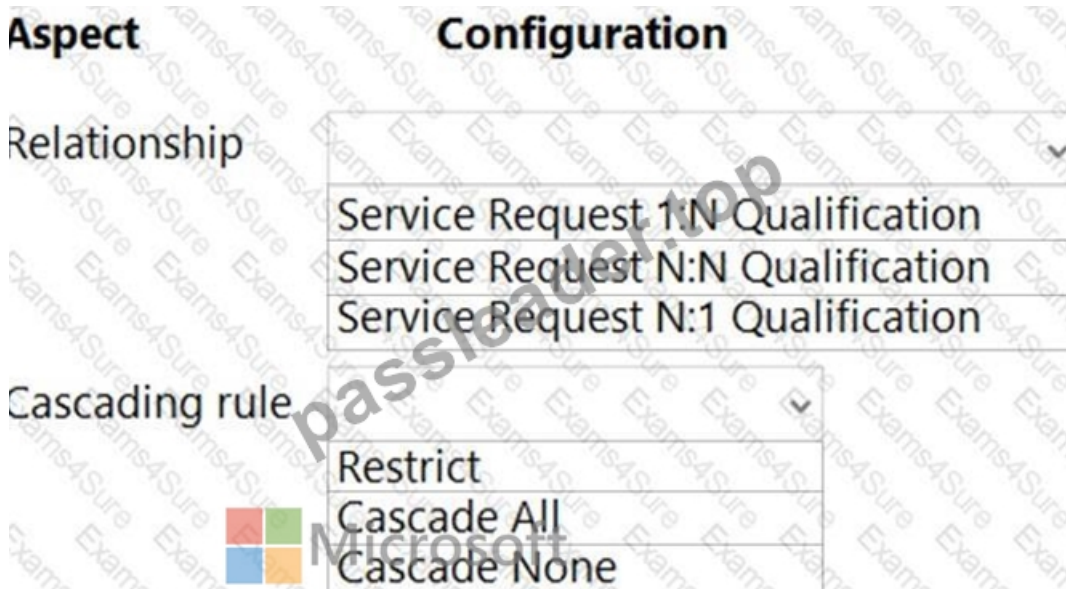 Aspect Configuration
Relationship
Service Request 1:N Qualification
Service Request N:N Qualification
Service Request N:1 Qualification
Cascading rule
Restrict
Cascade All
Cascade None
passleader.top
Microsoft
Exams4Sure